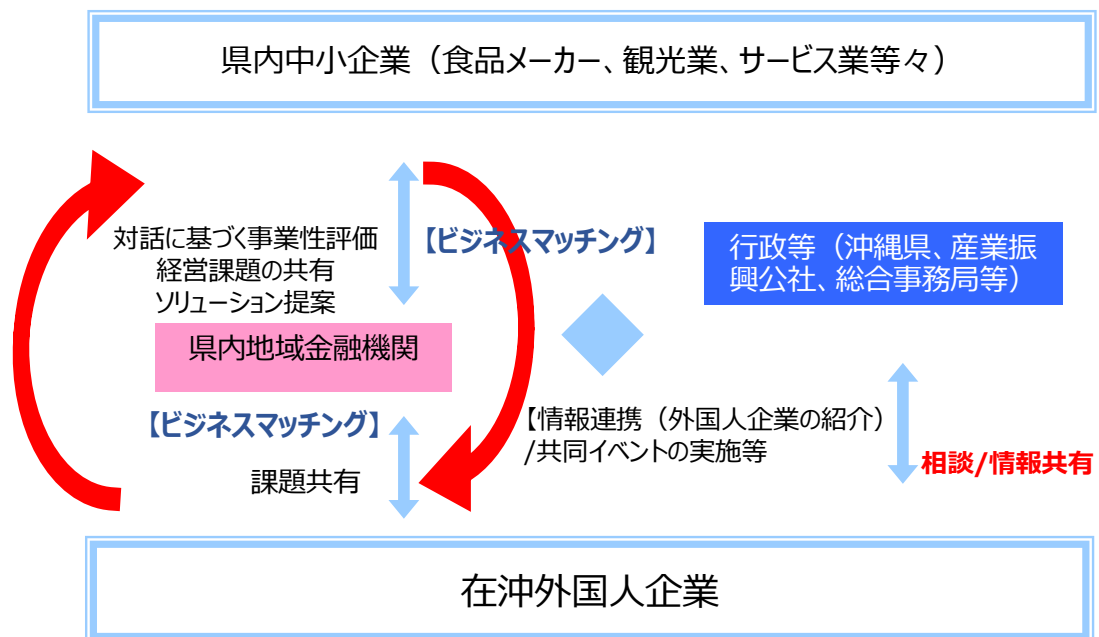 県内中小企業（食品メーカー、観光業、サービス業等々）
対話に基づく事業性評価
経営課題の共有
ソリューション提案
【ビジネスマッチング】
行政等（沖縄県、産業振
興公社、総合事務局等）
県内地域金融機関
【ビジネスマッチング】
課題共有
【情報連携（外国人企業の紹介）
/共同イベントの実施等
相談/情報共有
在沖外国人企業